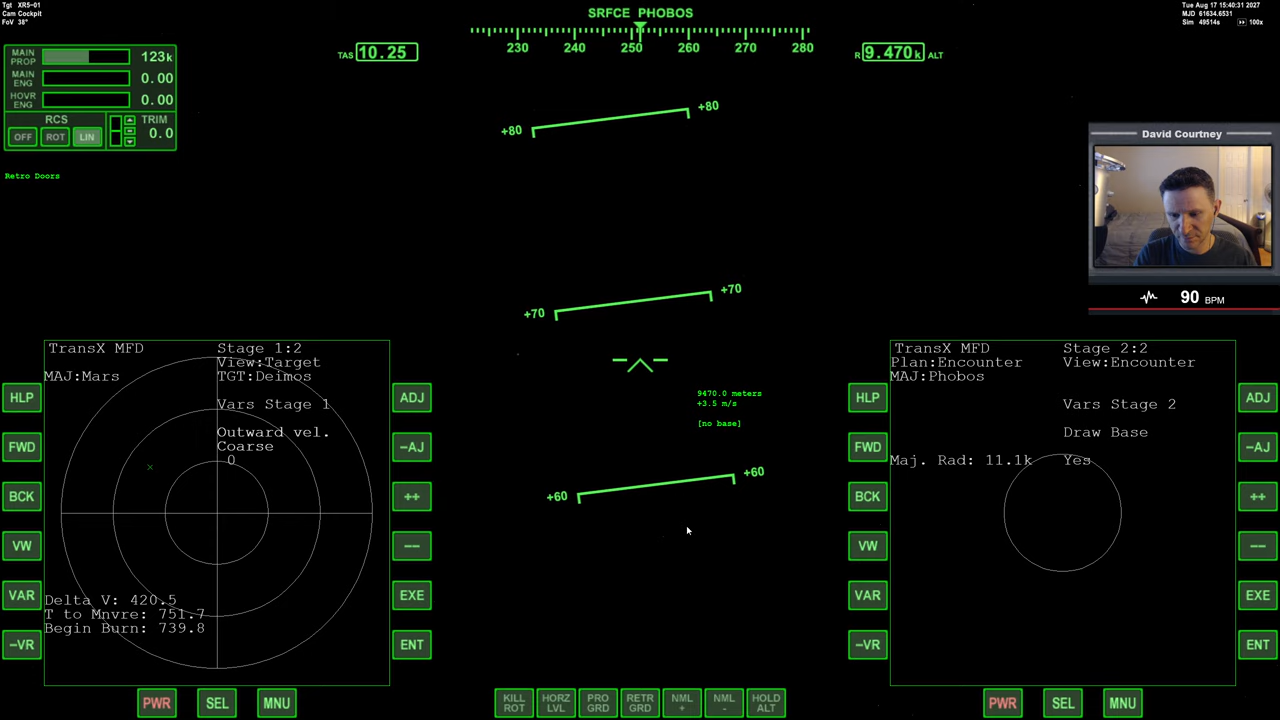 Tgt XR5-01
Cam Cockpit
FoV 38°
SRFCE PHOBOS
Tue Aug 17 15:40:31 2027
MJD 61634.6531
Sim 49514s 100x
230 240 250 260 270 280
TAS 10.25
R 9.470k ALT
MAIN PROP 123k
MAIN ENG 0.00
HOVR ENG 0.00
RCS TRIM
0.0
OFF ROT LIN
Retro Doors
+80 +80
+70 +70
+60 +60
9470.0 meters
+3.5 m/s
[no base]
David Courtney
90 BPM
TransX MFD Stage 1:2
View:Target
MAJ:Mars TGT:Deimos
Vars Stage 1
Outward vel.
Coarse
0
Delta V: 420.5
T to Mnvre: 751.7
Begin Burn: 739.8
HLP
FWD
BCK
VW
VAR
-VR
ADJ
-AJ
++
--
EXE
ENT
PWR SEL MNU
KILL ROT
HORZ LVL
PRO GRD
RETR GRD
NML +
NML -
HOLD ALT
TransX MFD Stage 2:2
Plan:Encounter View:Encounter
MAJ:Phobos
Vars Stage 2
Draw Base
Maj. Rad: 11.1k Yes
HLP
FWD
BCK
VW
VAR
-VR
ADJ
-AJ
++
--
EXE
ENT
PWR SEL MNU